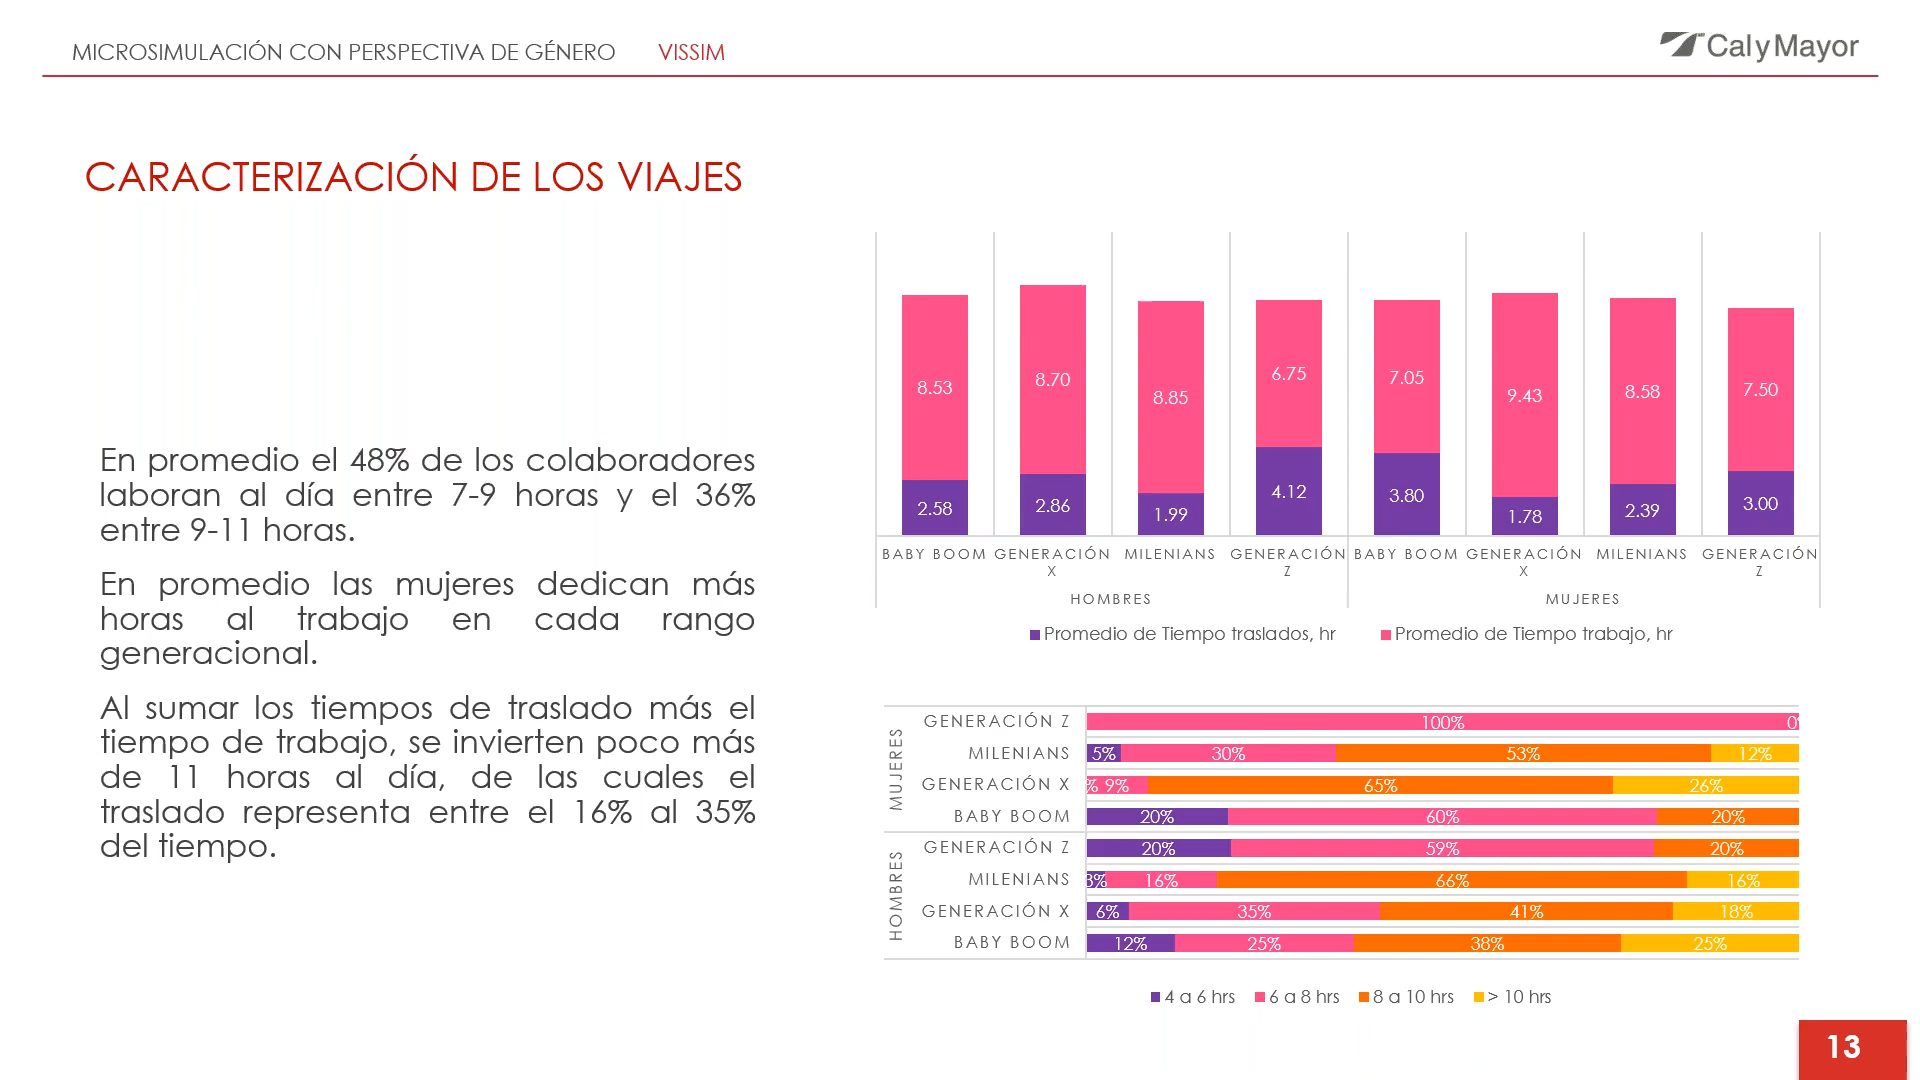 MICROSIMULACIÓN CON PERSPECTIVA DE GÉNERO VISSIM
CalyMayor
CARACTERIZACIÓN DE LOS VIAJES
En promedio el 48% de los colaboradores
laboran al día entre 7-9 horas y el 36%
entre 9-11 horas.
En promedio las mujeres dedican más
horas al trabajo en cada rango
generacional.
Al sumar los tiempos de traslado más el
tiempo de trabajo, se invierten poco más
de 11 horas al día, de las cuales el
traslado representa entre el 16% al 35%
del tiempo.
8.53 8.70 8.85 6.75 7.05 9.43 8.58 7.50
2.58 2.86 1.99 4.12 3.80 1.78 2.39 3.00
BABY BOOM GENERACIÓN X MILENIANS GENERACIÓN Z BABY BOOM GENERACIÓN X MILENIANS GENERACIÓN Z
HOMBRES MUJERES
Promedio de Tiempo traslados, hr Promedio de Tiempo trabajo, hr
MUJERES
GENERACIÓN Z 100%
MILENIANS 5% 30% 53% 12%
GENERACIÓN X 9% 65% 26%
BABY BOOM 20% 60% 20%
HOMBRES
GENERACIÓN Z 20% 59% 20%
MILENIANS 3% 16% 66% 16%
GENERACIÓN X 6% 35% 41% 18%
BABY BOOM 12% 25% 38% 25%
4 a 6 hrs 6 a 8 hrs 8 a 10 hrs > 10 hrs
13